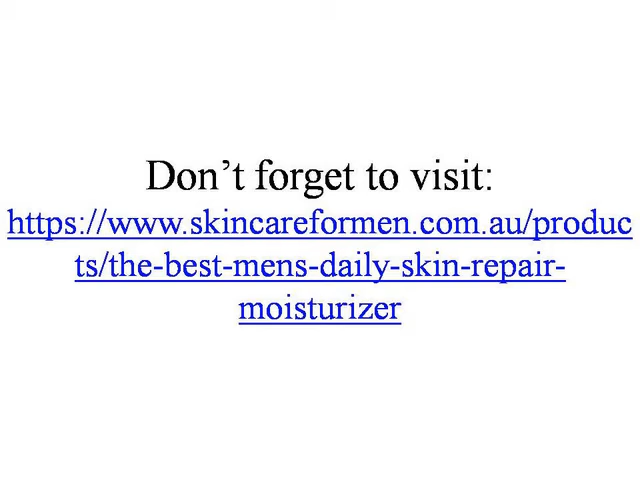 Don’t forget to visit:
https://www.skincareformen.com.au/produc
ts/the-best-mens-daily-skin-repair-
moisturizer